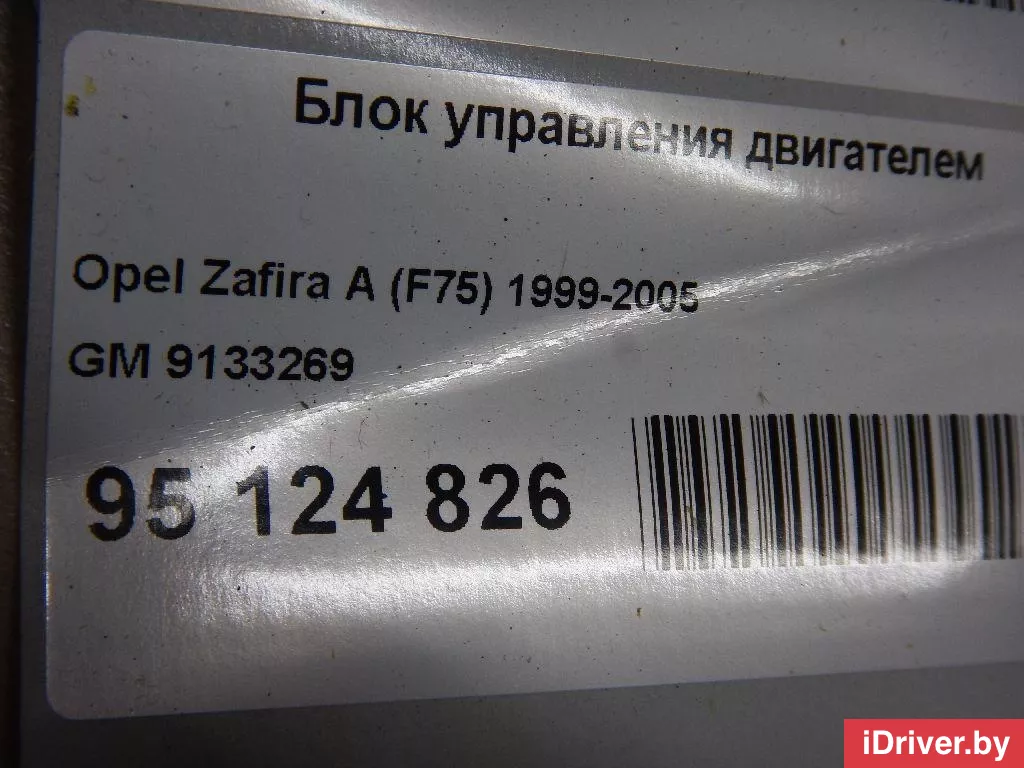 Блок управления двигателем
Opel Zafira A (F75) 1999-2005
GM 9133269
95 124 826
iDriver.by